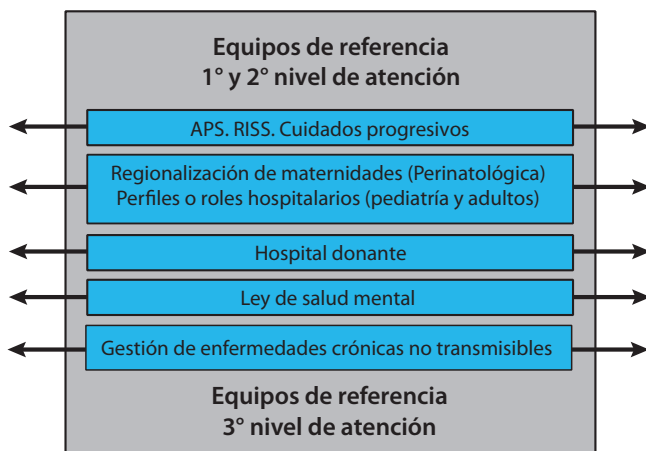 Equipos de referencia
1° y 2° nivel de atención
APS. RISS. Cuidados progresivos
Regionalización de maternidades (Perinatológica)
Perfiles o roles hospitalarios (pediatría y adultos)
Hospital donante
Ley de salud mental
Gestión de enfermedades crónicas no transmisibles
Equipos de referencia
3° nivel de atención